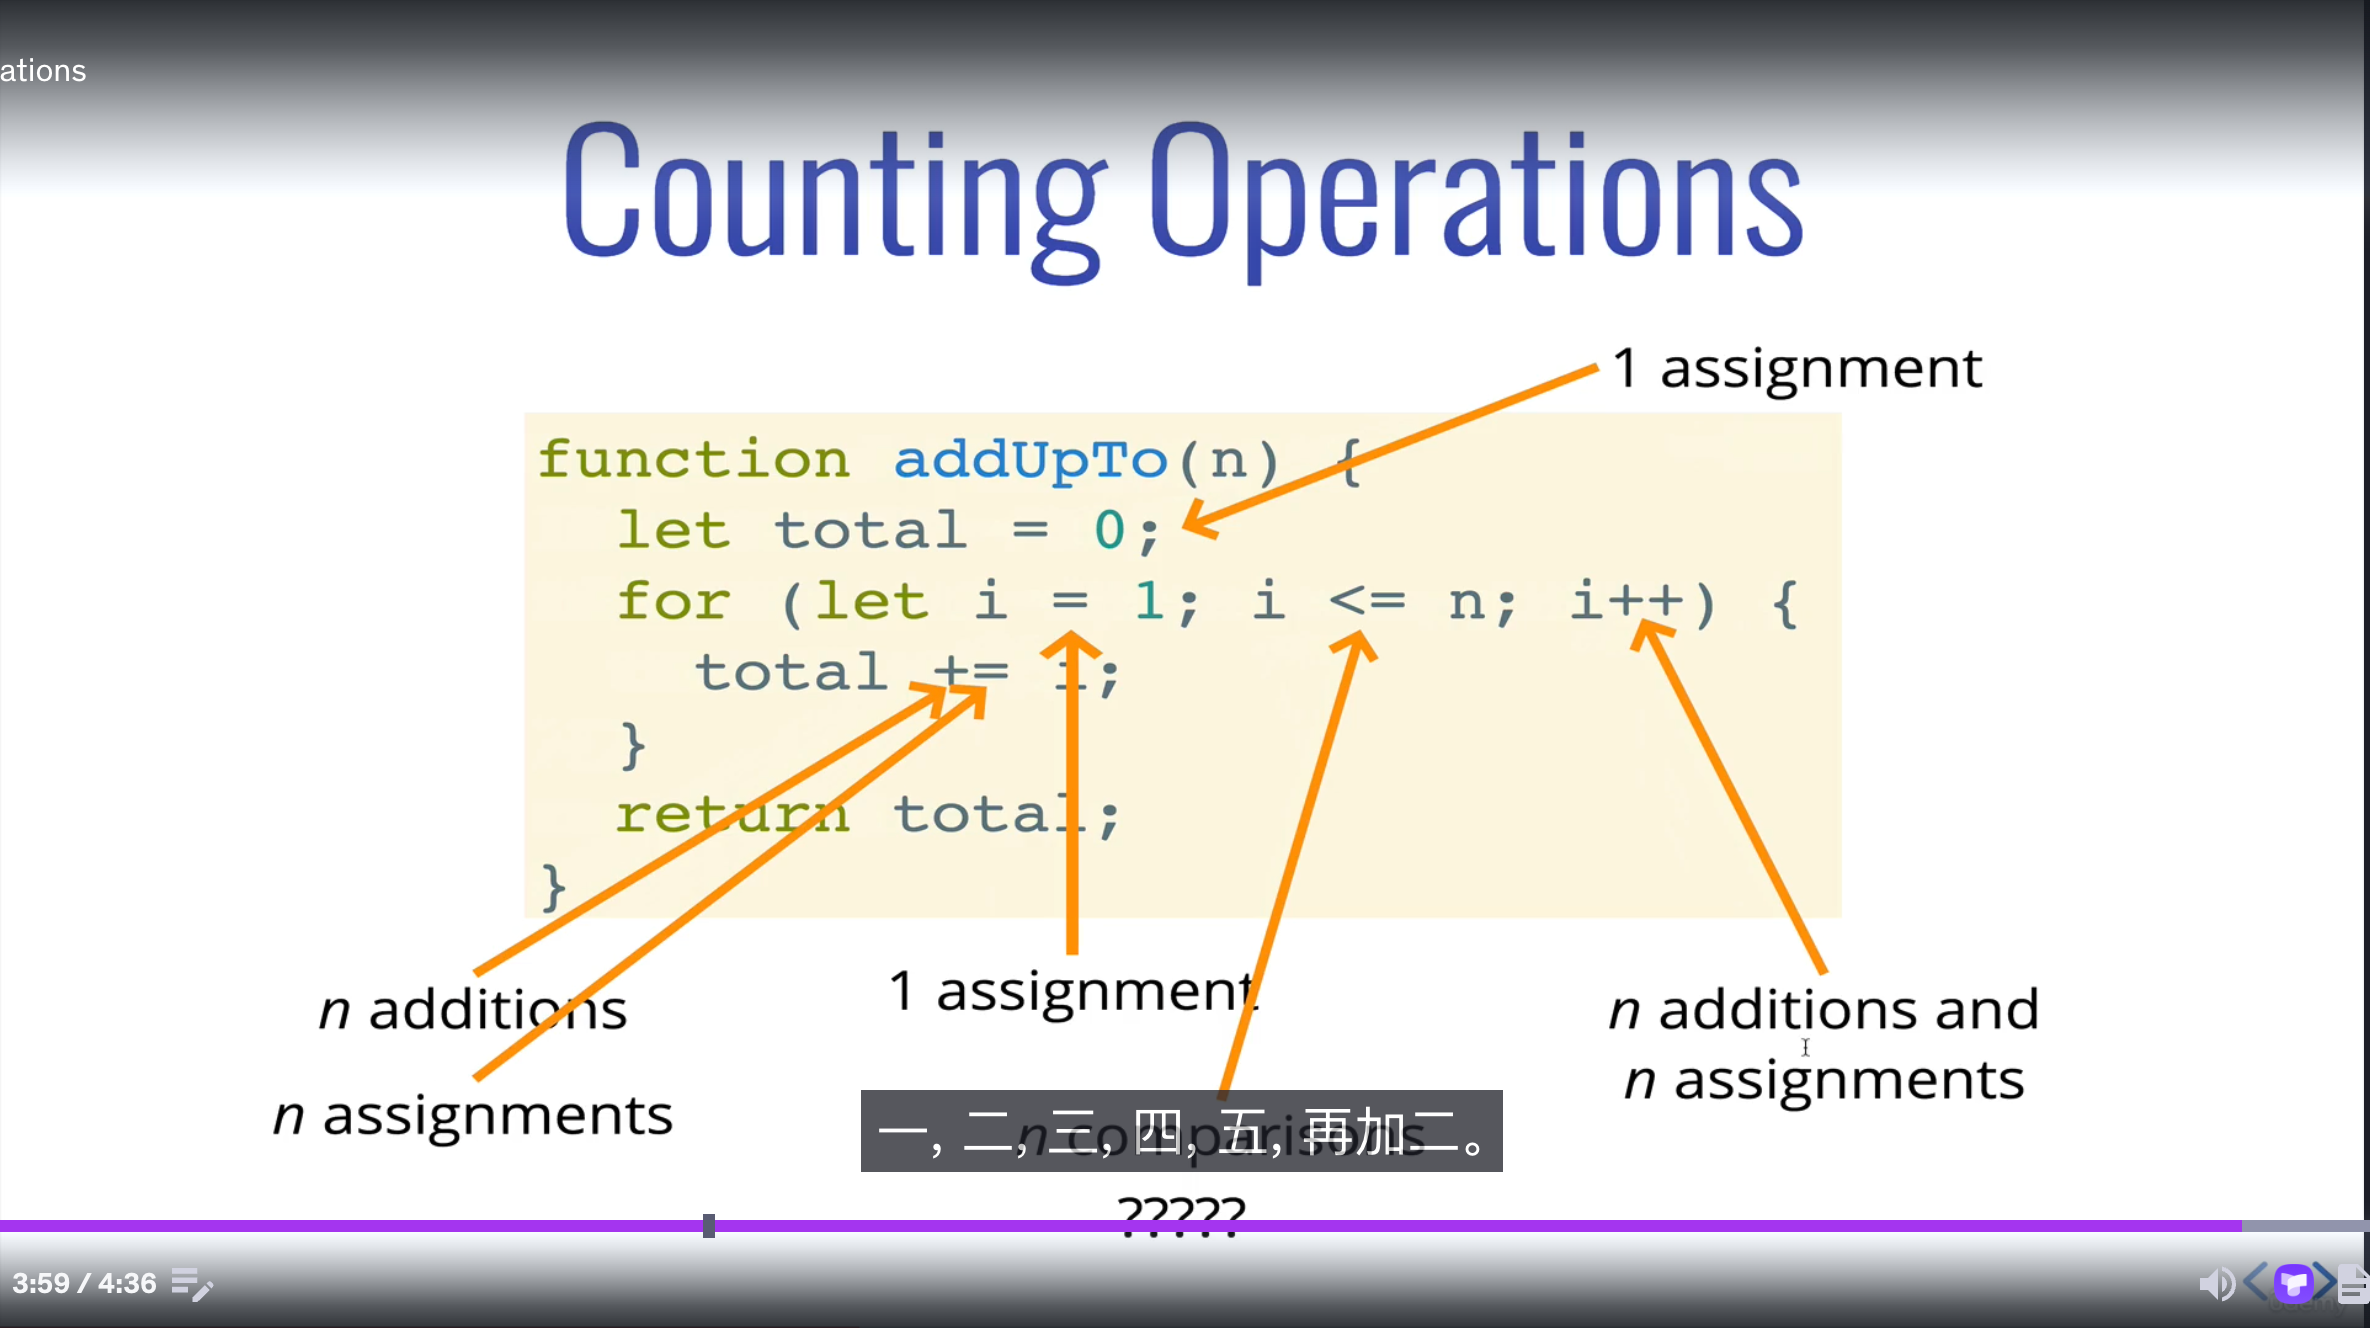 ations
Counting Operations
1 assignment
function addUpTo(n) {
let total = 0;
for (let i = 1; i <= n; i++) {
total += i;
}
return total;
}
n additions
n assignments
1 assignment
n additions and
n assignments
n comparisons
一, 二, 三, 四, 五, 再加二。
?????
3:59 / 4:36
udemy